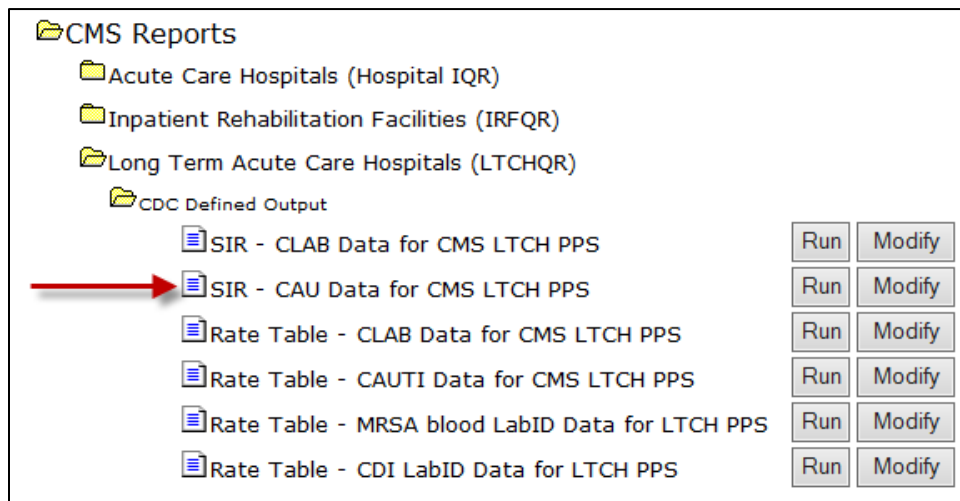 CMS Reports
Acute Care Hospitals (Hospital IQR)
Inpatient Rehabilitation Facilities (IRFQR)
Long Term Acute Care Hospitals (LTCHQR)
CDC Defined Output
SIR - CLAB Data for CMS LTCH PPS Run Modify
SIR - CAU Data for CMS LTCH PPS Run Modify
Rate Table - CLAB Data for CMS LTCH PPS Run Modify
Rate Table - CAUTI Data for CMS LTCH PPS Run Modify
Rate Table - MRSA blood LabID Data for LTCH PPS Run Modify
Rate Table - CDI LabID Data for LTCH PPS Run Modify